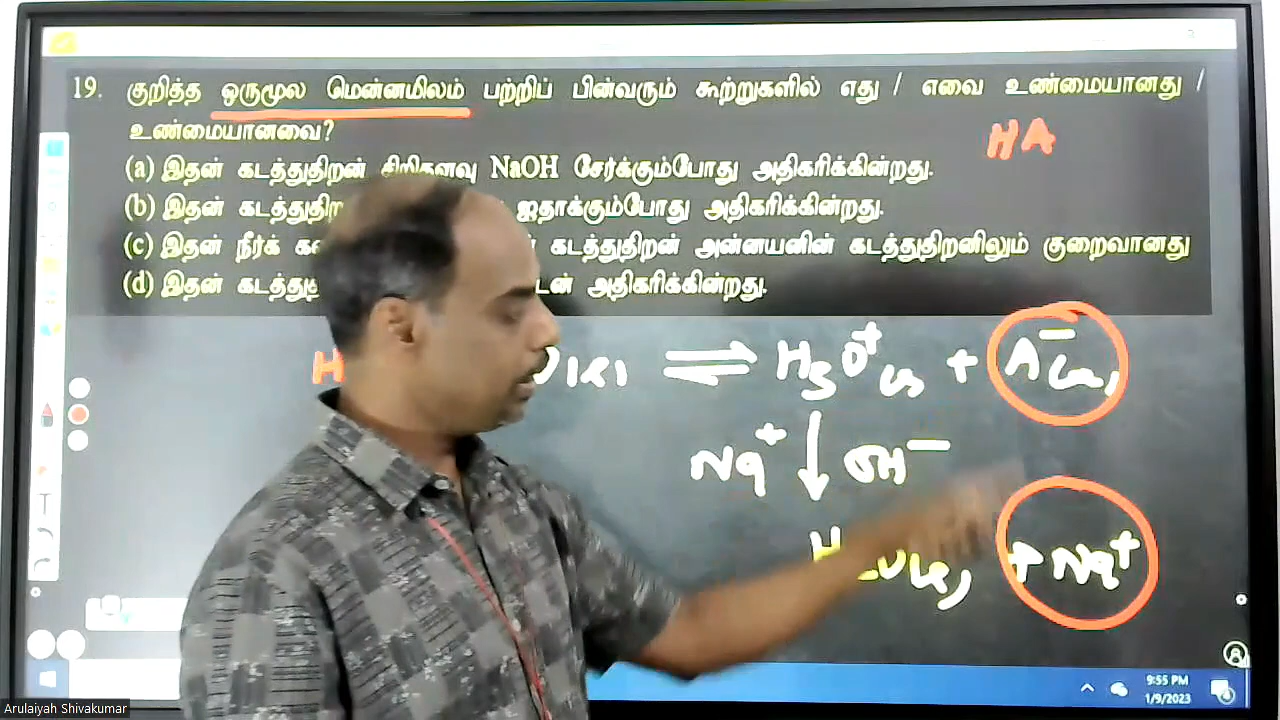 19. குறித்த ஒருமூல மென்னமிலம் பற்றிப் பின்வரும் கூற்றுகளில் எது / எவை உண்மையானது /
உண்மையானவை?
HA
(a) இதன் கடத்துதிறன் சிறிதளவு NaOH சேர்க்கும்போது அதிகரிக்கின்றது.
(b) இதன் ஐதாக்கும்போது அதிகரிக்கின்றது.
(c) இதன் நீர்க் கடத்துதிறன் அன்னயனின் கடத்துதிறனிலும் குறைவானது
(d) இதன் அதிகரிக்கின்றது.
H ⇌ H3O+ + A−
Na+ ↓ OH−
H2O + Na+
9:55 PM
1/9/2023
Arulaiyah Shivakumar